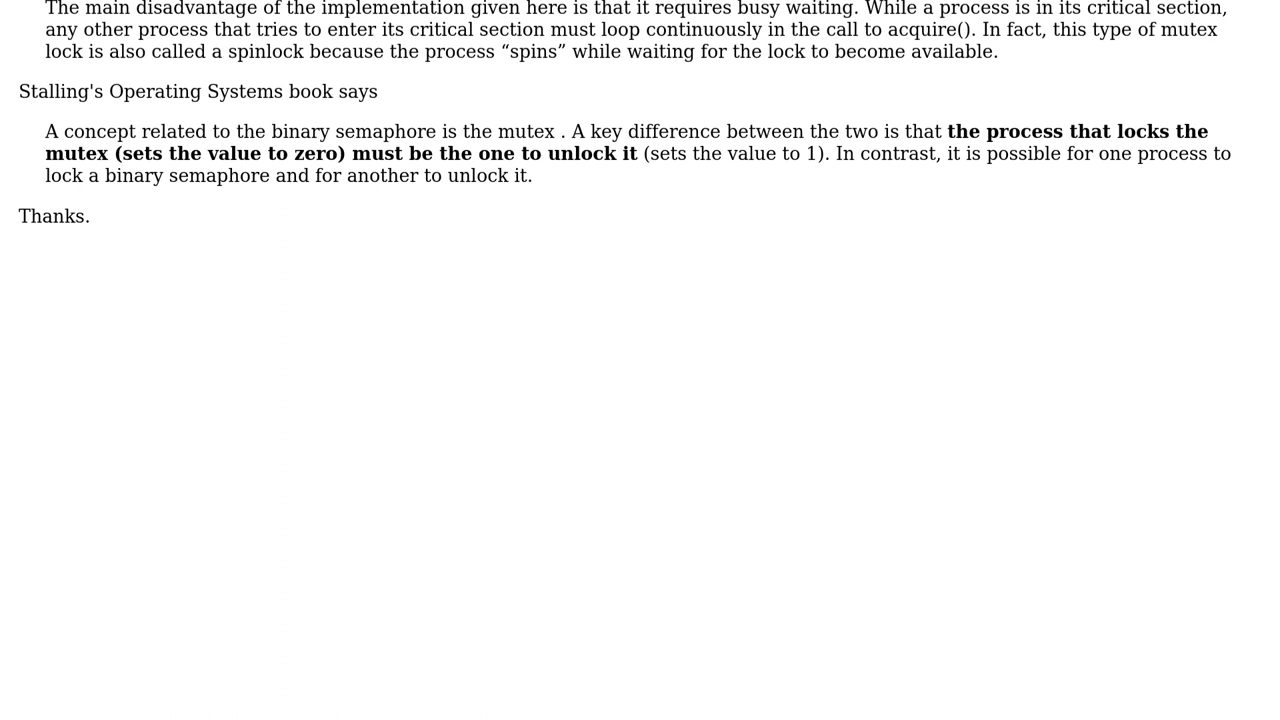 The main disadvantage of the implementation given here is that it requires busy waiting. While a process is in its critical section,
any other process that tries to enter its critical section must loop continuously in the call to acquire(). In fact, this type of mutex
lock is also called a spinlock because the process “spins” while waiting for the lock to become available.
Stalling's Operating Systems book says
A concept related to the binary semaphore is the mutex . A key difference between the two is that the process that locks the
mutex (sets the value to zero) must be the one to unlock it (sets the value to 1). In contrast, it is possible for one process to
lock a binary semaphore and for another to unlock it.
Thanks.